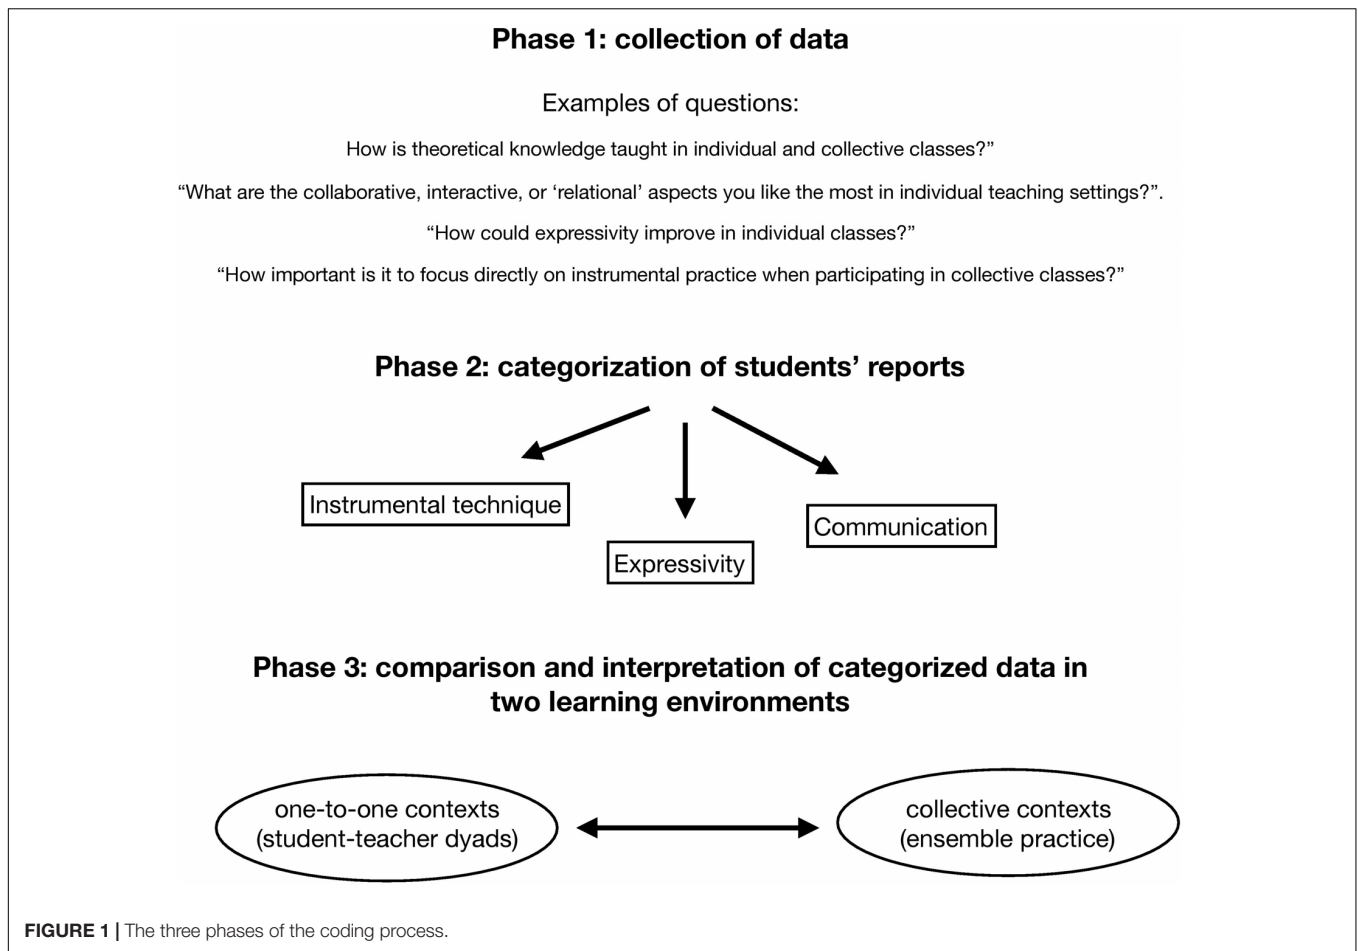 Phase 1: collection of data
Examples of questions:
How is theoretical knowledge taught in individual and collective classes?”
“What are the collaborative, interactive, or ‘relational’ aspects you like the most in individual teaching settings?”.
“How could expressivity improve in individual classes?”
“How important is it to focus directly on instrumental practice when participating in collective classes?”
Phase 2: categorization of students’ reports
Instrumental technique
Communication
Expressivity
Phase 3: comparison and interpretation of categorized data in
two learning environments
one-to-one contexts
(student-teacher dyads)
collective contexts
(ensemble practice)
FIGURE 1 | The three phases of the coding process.